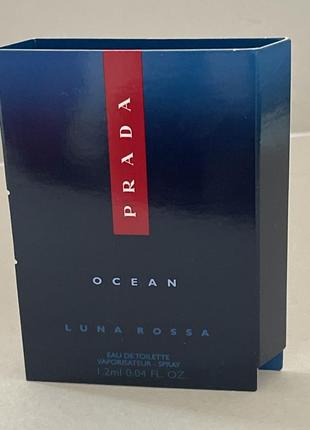 PRADA
OCEAN
LUNA ROSSA
EAU DE TOILETTE
VAPORISATEUR - SPRAY
1.2ml 0.04 FL. OZ.